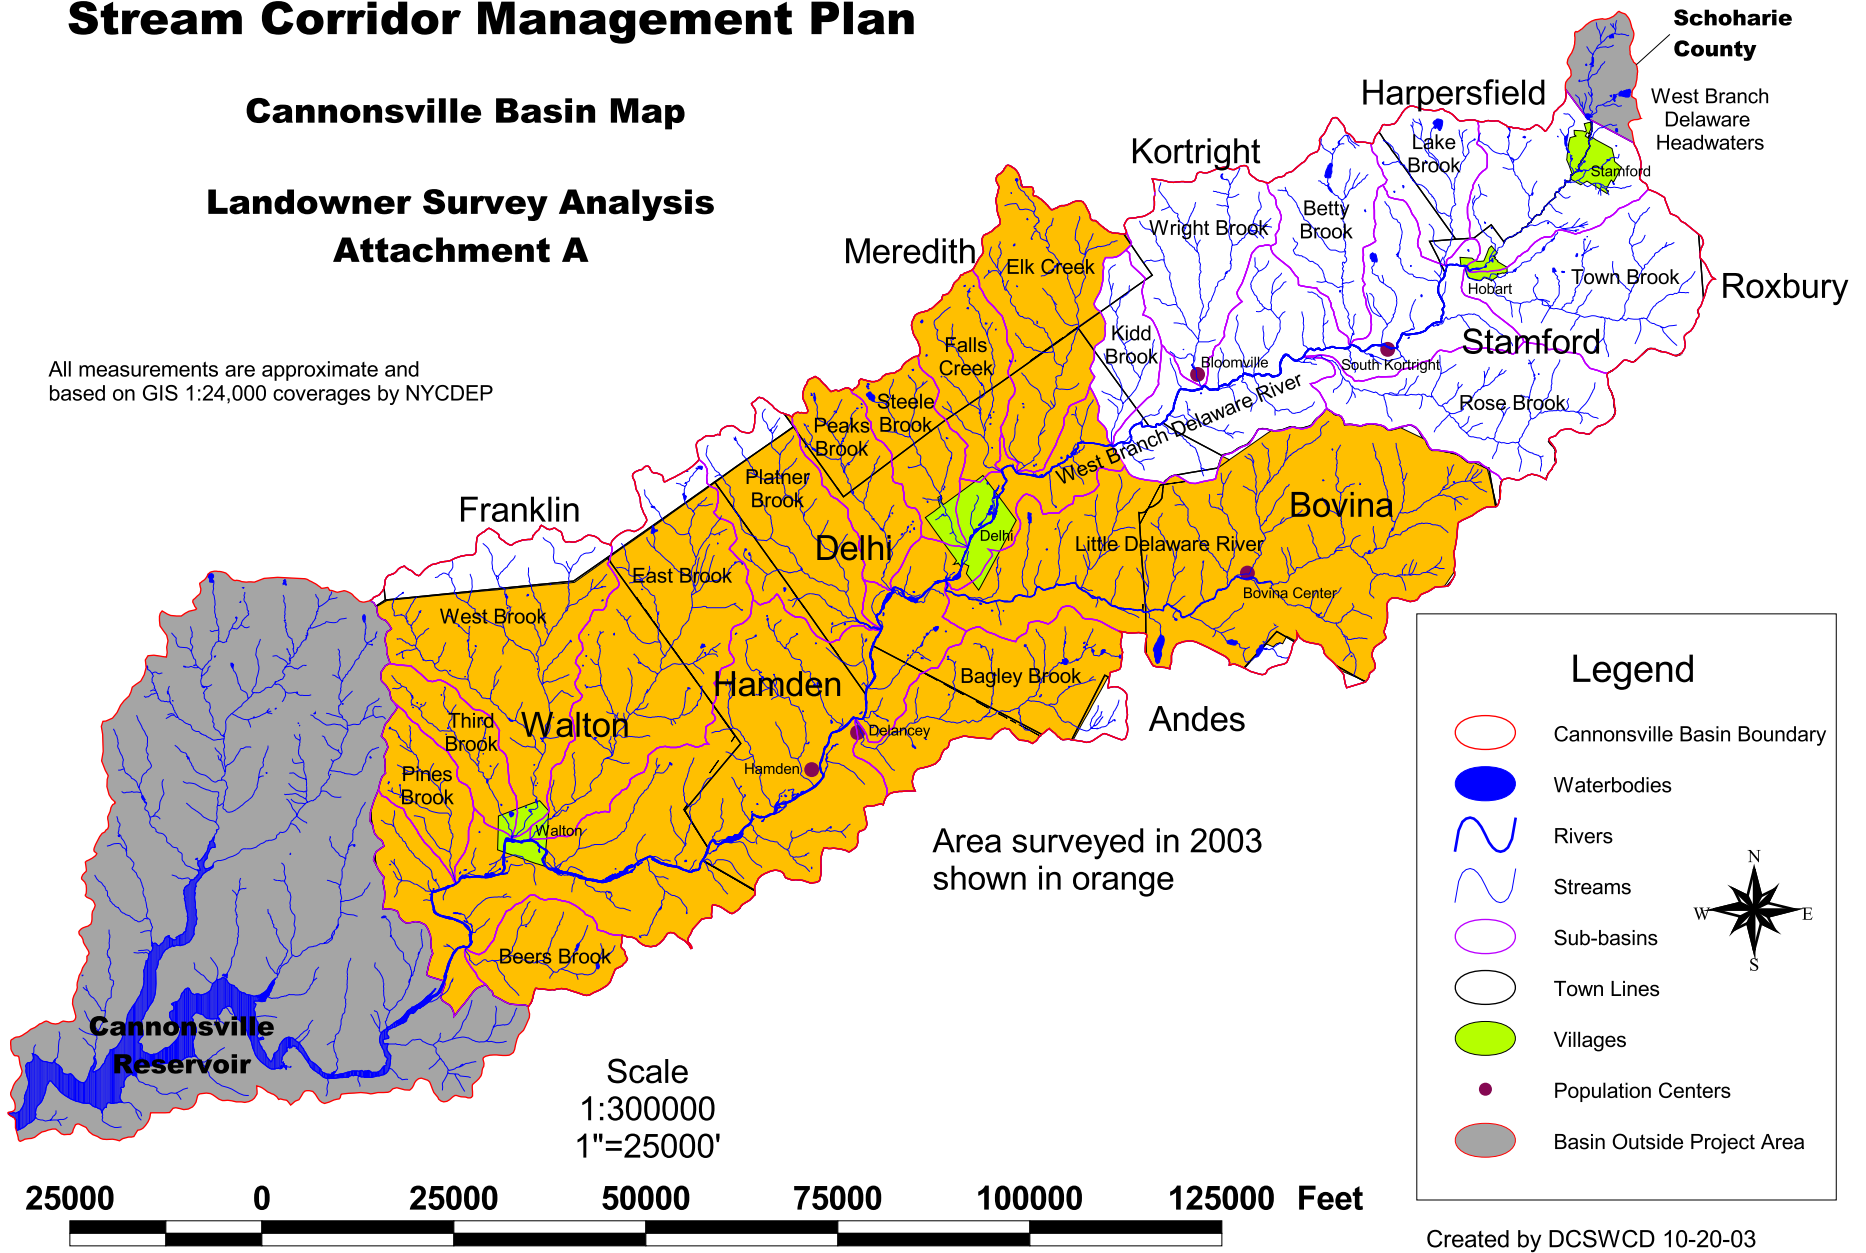 Stream Corridor Management Plan
Cannonsville Basin Map
Landowner Survey Analysis
Attachment A
All measurements are approximate and
based on GIS 1:24,000 coverages by NYCDEP
Schoharie
County
West Branch
Delaware
Headwaters
Harpersfield
Lake
Brook
Stamford
Kortright
Wright Brook
Betty
Brook
Town Brook
Hobart
Roxbury
Meredith
Elk Creek
Kidd
Brook
Bloomville
South Kortright
Stamford
Rose Brook
West Branch Delaware River
Falls
Creek
Steele
Brook
Peaks
Brook
Platner
Brook
Franklin
Delhi
Delhi
Little Delaware River
Bovina
Bovina Center
East Brook
West Brook
Hamden
Bagley Brook
Andes
Third
Brook
Walton
Delancey
Hamden
Pines
Brook
Walton
Beers Brook
Area surveyed in 2003
shown in orange
Cannonsville
Reservoir
Scale
1:300000
1"=25000'
25000 0 25000 50000 75000 100000 125000 Feet
Legend
Cannonsville Basin Boundary
Waterbodies
Rivers
Streams
Sub-basins
Town Lines
Villages
Population Centers
Basin Outside Project Area
N
W E
S
Created by DCSWCD 10-20-03